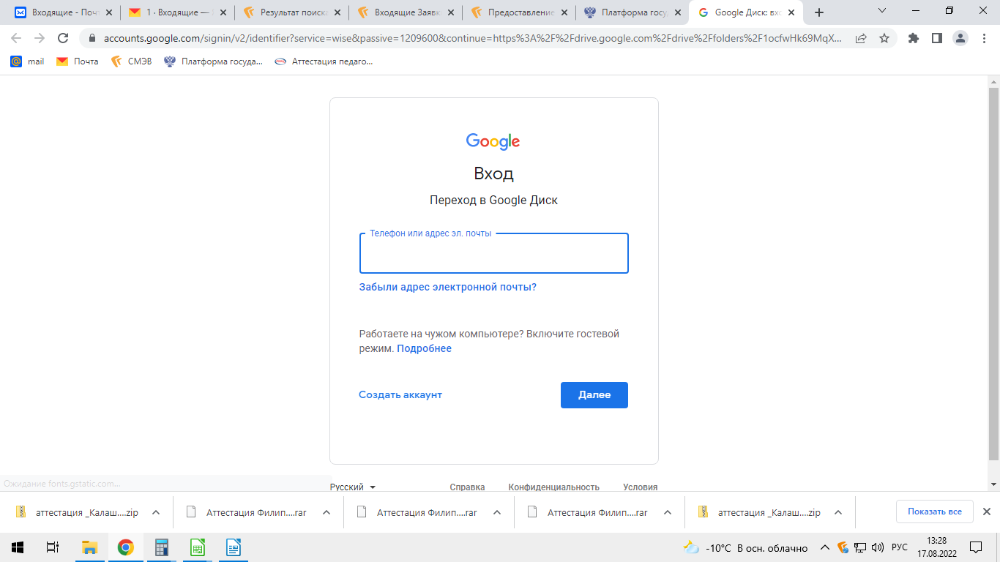 Входящие - Поч
1 · Входящие —
Результат поиск
Входящие Заявк
Предоставление
Платформа госу
Google Диск: вхо
accounts.google.com/signin/v2/identifier?service=wise&passive=1209600&continue=https%3A%2F%2Fdrive.google.com%2Fdrive%2Ffolders%2F1ocfwHk69MqX...
mail
Почта
СМЭВ
Платформа госуда...
Аттестация педаго...
Google
Вход
Переход в Google Диск
Телефон или адрес эл. почты
Забыли адрес электронной почты?
Работаете на чужом компьютере? Включите гостевой
режим. Подробнее
Создать аккаунт
Далее
Ожидание fonts.gstatic.com...
Русский
Справка
Конфиденциальность
Условия
аттестация _Калаш....zip
Аттестация Филип....rar
Аттестация Филип....rar
Аттестация Филип....rar
аттестация _Калаш....zip
Показать все
-10°C В осн. облачно
РУС
13:28
17.08.2022